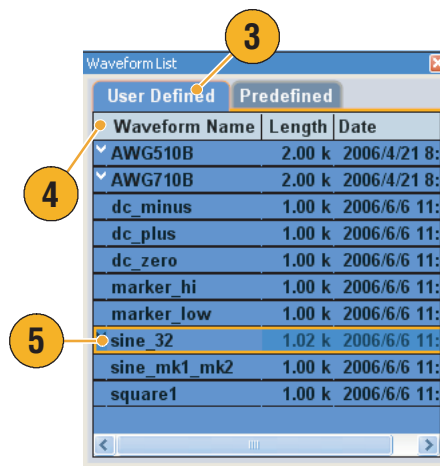 3
Waveform List
User Defined Predefined
4
Waveform Name Length Date
AWG510B 2.00 k 2006/4/21 8:
AWG710B 2.00 k 2006/4/21 8:
dc_minus 1.00 k 2006/6/6 11:
dc_plus 1.00 k 2006/6/6 11:
dc_zero 1.00 k 2006/6/6 11:
marker_hi 1.00 k 2006/6/6 11:
marker_low 1.00 k 2006/6/6 11:
5
sine_32 1.02 k 2006/6/6 11:
sine_mk1_mk2 1.00 k 2006/6/6 11:
square1 1.00 k 2006/6/6 11: